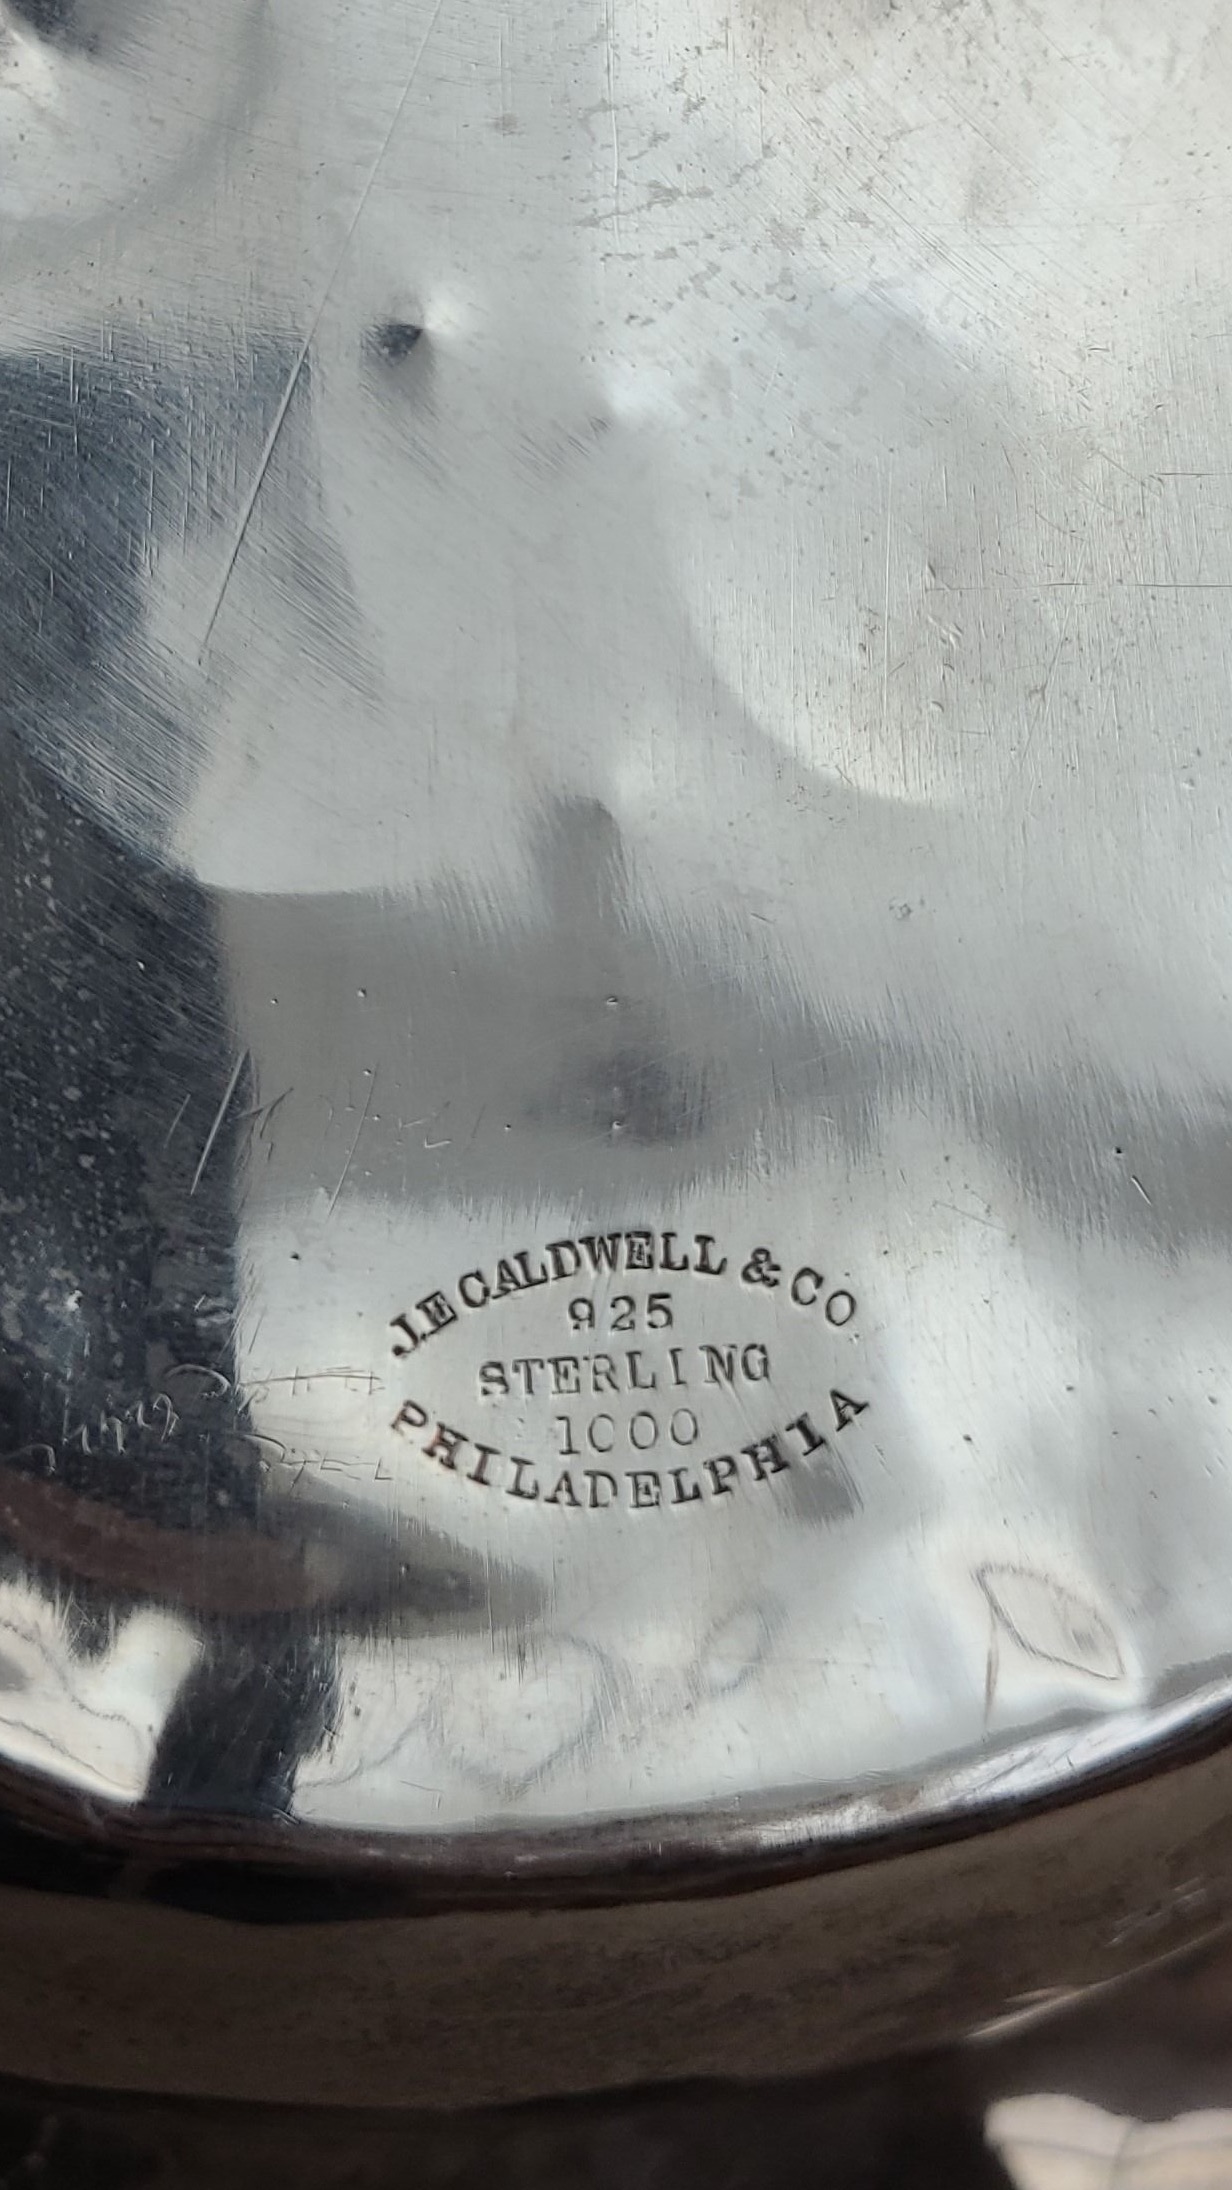 J.E CALDWELL & CO.
925
STERLING
1000
PHILADELPHIA